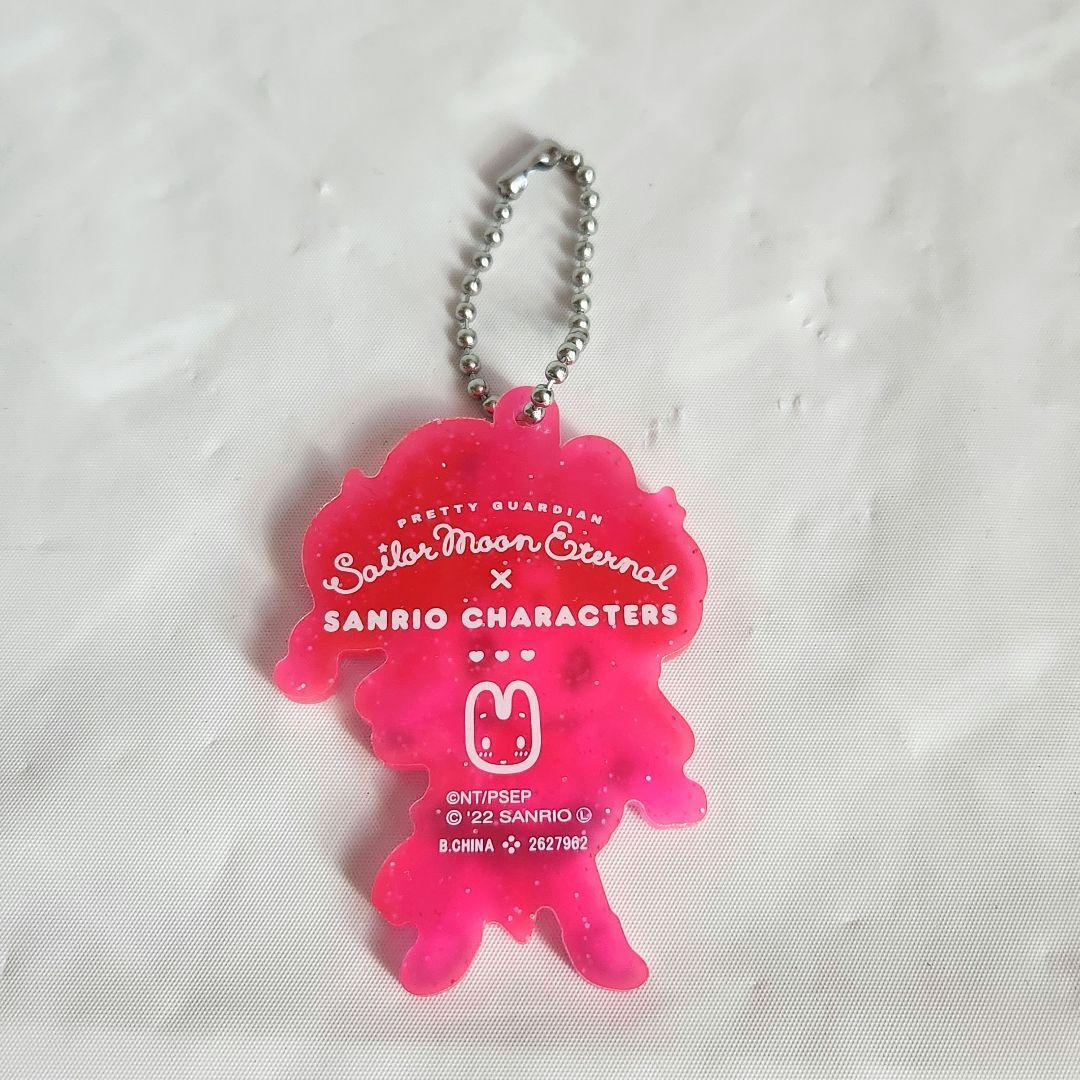 PRETTY GUARDIAN
Sailor Moon Eternal
×
SANRIO CHARACTERS
©NT/PSEP
© '22 SANRIO Ⓛ
B.CHINA 2627962